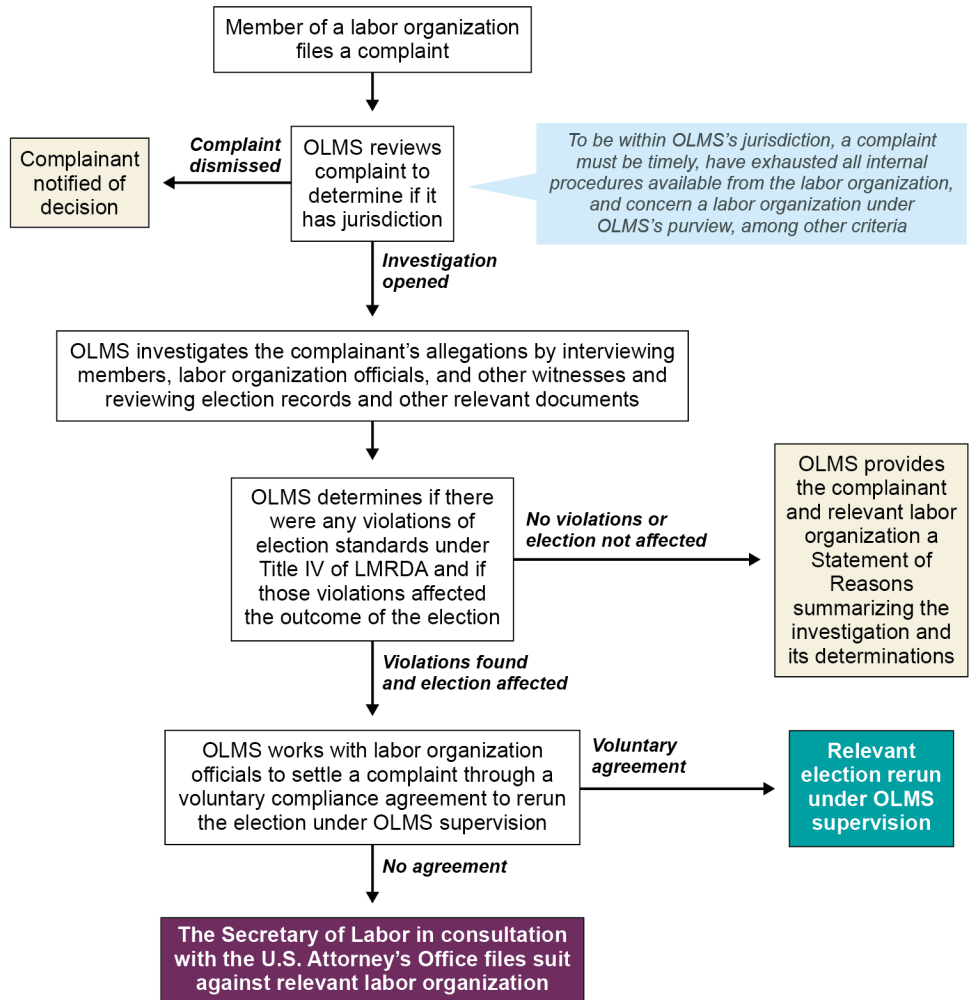 Member of a labor organization
files a complaint
Complaint
dismissed
Complainant
notified of
decision
OLMS reviews
complaint to
determine if it
has jurisdiction
To be within OLMS's jurisdiction, a complaint
must be timely, have exhausted all internal
procedures available from the labor organization,
and concern a labor organization under
OLMS's purview, among other criteria
Investigation
opened
OLMS investigates the complainant's allegations by interviewing
members, labor organization officials, and other witnesses and
reviewing election records and other relevant documents
OLMS determines if there
were any violations of
election standards under
Title IV of LMRDA and if
those violations affected
the outcome of the election
No violations or
election not affected
OLMS provides
the complainant
and relevant labor
organization a
Statement of
Reasons
summarizing the
investigation and
its determinations
Violations found
and election affected
OLMS works with labor organization
officials to settle a complaint through a
voluntary compliance agreement to rerun
the election under OLMS supervision
Voluntary
agreement
Relevant
election rerun
under OLMS
supervision
No agreement
The Secretary of Labor in consultation
with the U.S. Attorney's Office files suit
against relevant labor organization